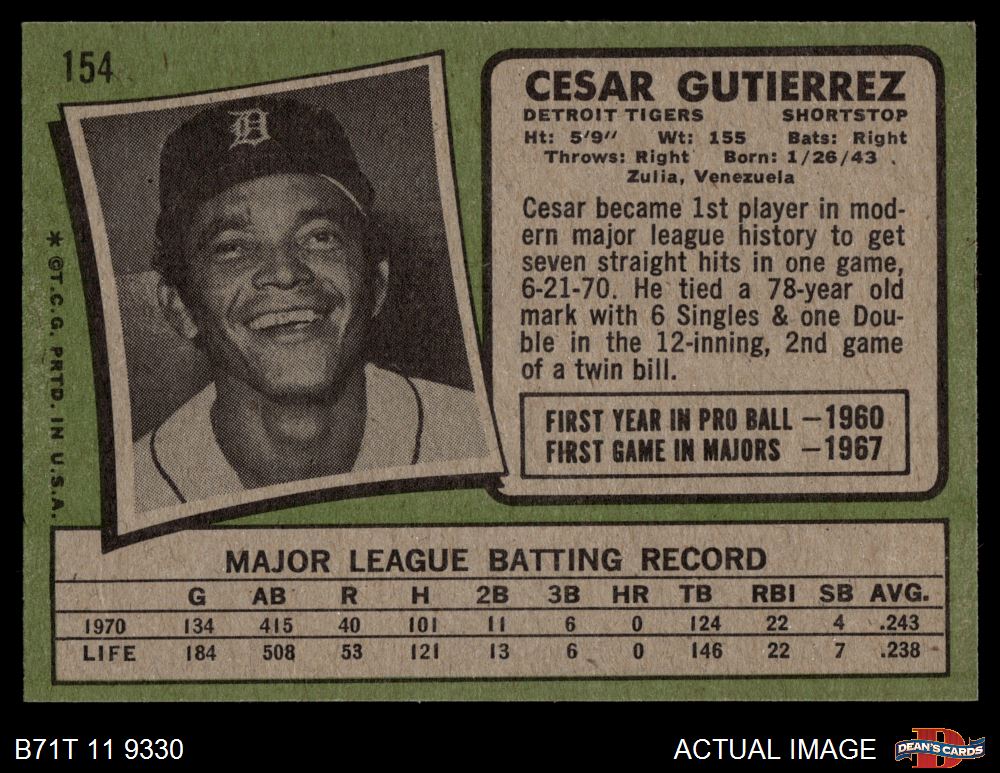 154
CESAR GUTIERREZ
DETROIT TIGERS SHORTSTOP
Ht: 5'9" Wt: 155 Bats: Right
Throws: Right Born: 1/26/43
Zulia, Venezuela
Cesar became 1st player in mod-
ern major league history to get
seven straight hits in one game,
6-21-70. He tied a 78-year old
mark with 6 Singles & one Dou-
ble in the 12-inning, 2nd game
of a twin bill.
FIRST YEAR IN PRO BALL —1960
FIRST GAME IN MAJORS —1967
* ©T.C.G. PRTD. IN U.S.A.
D
MAJOR LEAGUE BATTING RECORD
G AB R H 2B 3B HR TB RBI SB AVG.
1970 134 415 40 101 11 6 0 124 22 4 .243
LIFE 184 508 53 121 13 6 0 146 22 7 .238
B71T 11 9330 ACTUAL IMAGE
D
DEAN'S CARDS